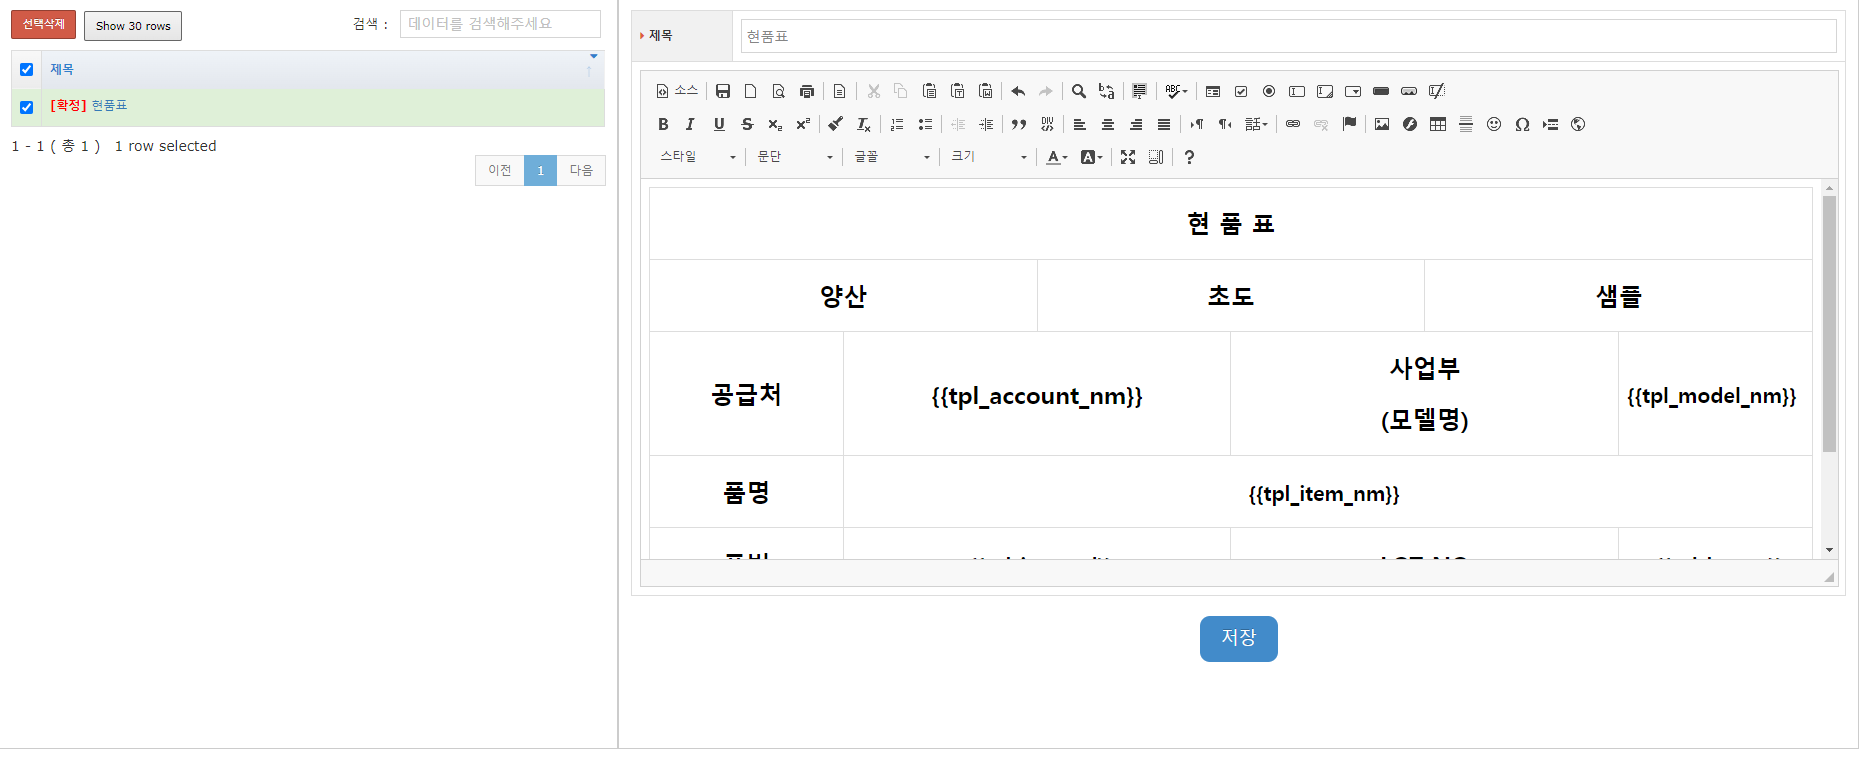 선택삭제
Show 30 rows
검색 :
데이터를 검색해주세요
제목
[확정] 현품표
1 - 1 ( 총 1 ) 1 row selected
이전
1
다음
제목
현품표
소스
스타일
문단
글꼴
크기
현 품 표
양산
초도
샘플
공급처
{{tpl_account_nm}}
사업부
(모델명)
{{tpl_model_nm}}
품명
{{tpl_item_nm}}
저장